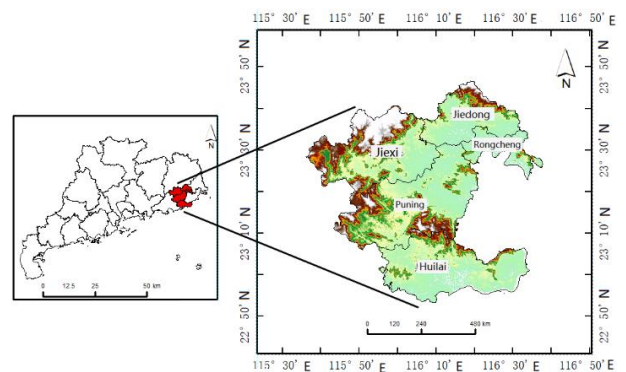 115° 30′ E 115° 50′ E 116° 10′ E 116° 30′ E 116° 50′ E
23° 50′ N
23° 50′ N
N
Jiedong
Rongcheng
23° 30′ N
Jiexi
23° 30′ N
N
Puning
23° 10′ N
23° 10′ N
Huilai
0 12.5 25 50 km
0 120 240 480 km
22° 50′ N
22° 50′ N
115° 30′ E 115° 50′ E 116° 10′ E 116° 30′ E 116° 50′ E